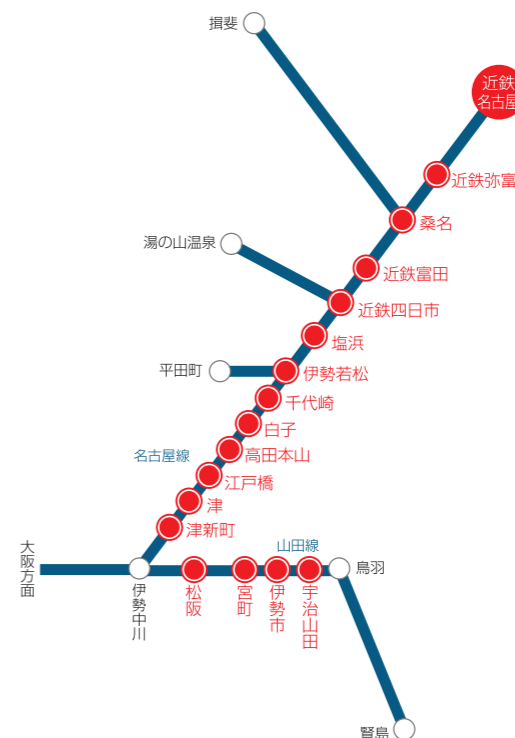 揖斐
近鉄
名古屋
近鉄弥富
桑名
湯の山温泉
近鉄富田
近鉄四日市
塩浜
平田町
伊勢若松
千代崎
白子
名古屋線
高田本山
江戸橋
津
津新町
大阪方面
山田線
鳥羽
伊勢中川
松阪
宮町
伊勢市
宇治山田
賢島